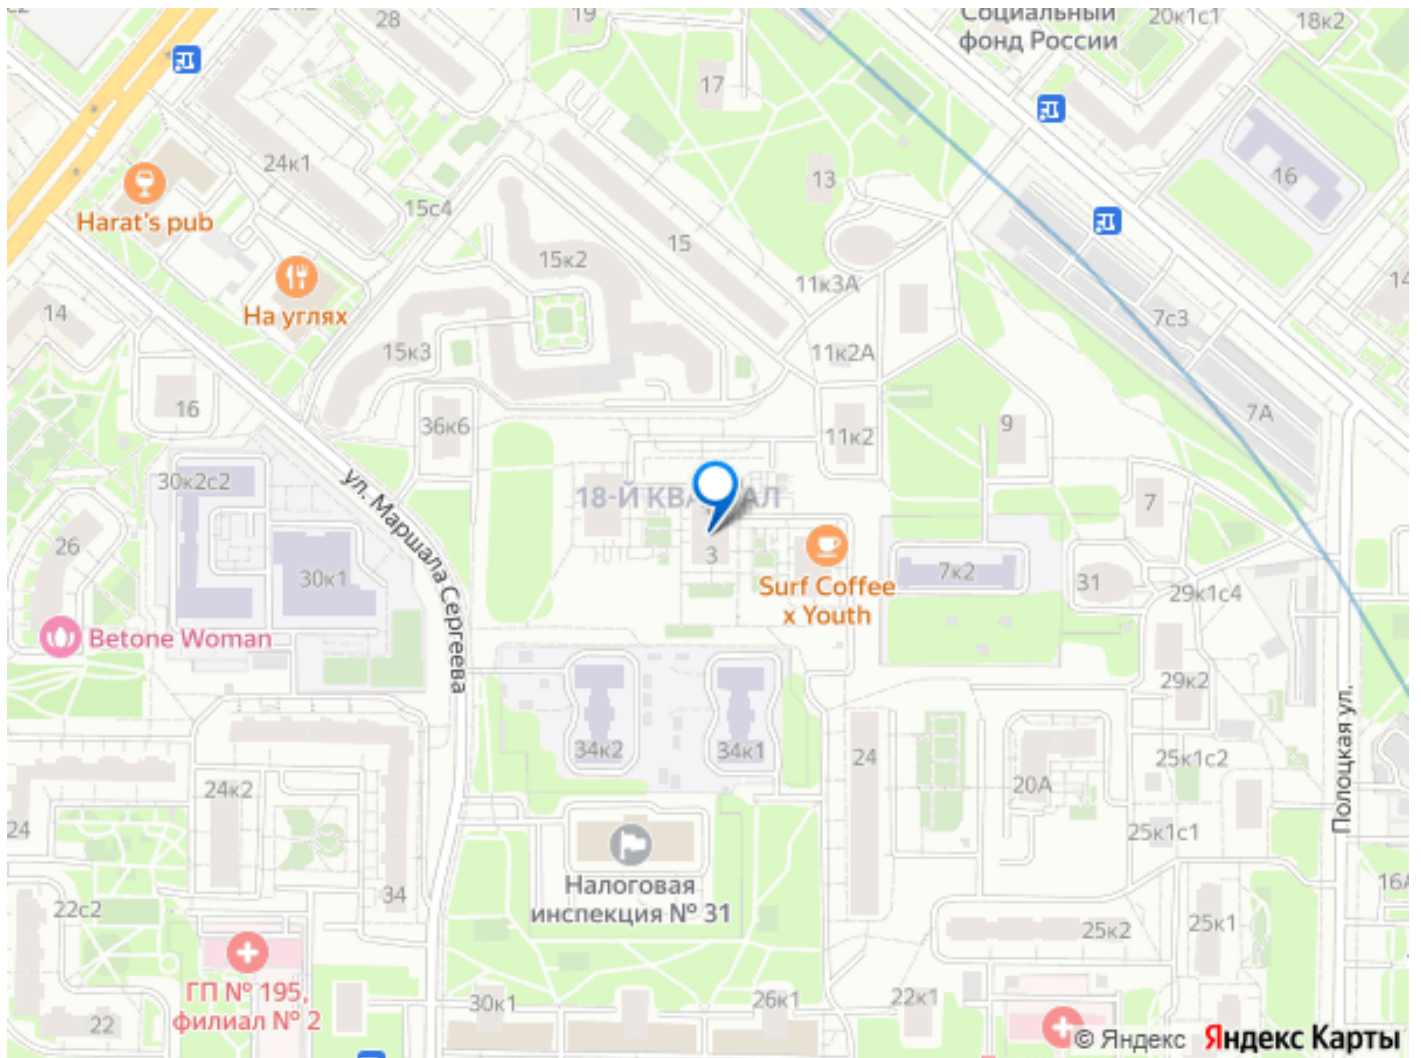 с2
24к2
28
19
Социальный
фонд России
20к1с1
18к2
17
24к1
15с4
13
16
Harat's pub
15
15к2
11к3А
14
На углях
14
7с3
15к3
11к2А
16
36к6
11к2
9
7А
30к2с2
ул. Маршала Сергеева
18-Й КВАРТАЛ
7
26
30к1
3
7к2
31
29к1с4
Surf Coffee
x Youth
Betone Woman
29к2
Полоцкая ул.
34к2
34к1
24
25к1с2
24к2
20А
24
25к1с1
Налоговая
инспекция № 31
34
16А
22с2
25к2
25к1
ГП № 195,
филиал № 2
22
30к1
26к1
22к1
© Яндекс Яндекс Карты